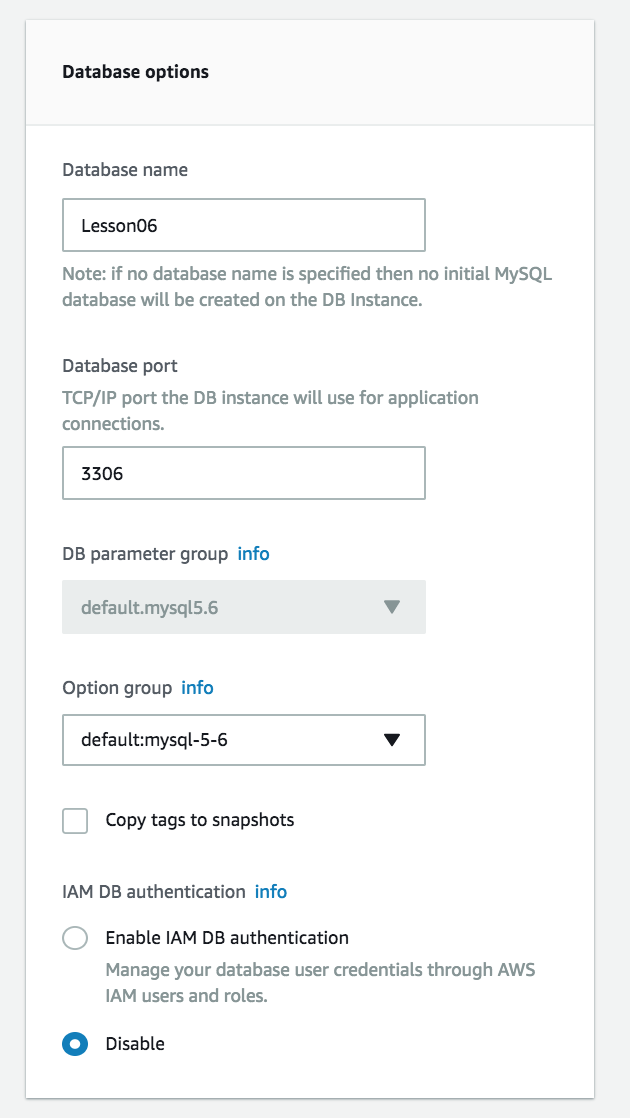 Database options
Database name
Lesson06
Note: if no database name is specified then no initial MySQL
database will be created on the DB Instance.
Database port
TCP/IP port the DB instance will use for application
connections.
3306
DB parameter group info
default.mysql5.6
Option group info
default:mysql-5-6
Copy tags to snapshots
IAM DB authentication info
Enable IAM DB authentication
Manage your database user credentials through AWS
IAM users and roles.
Disable